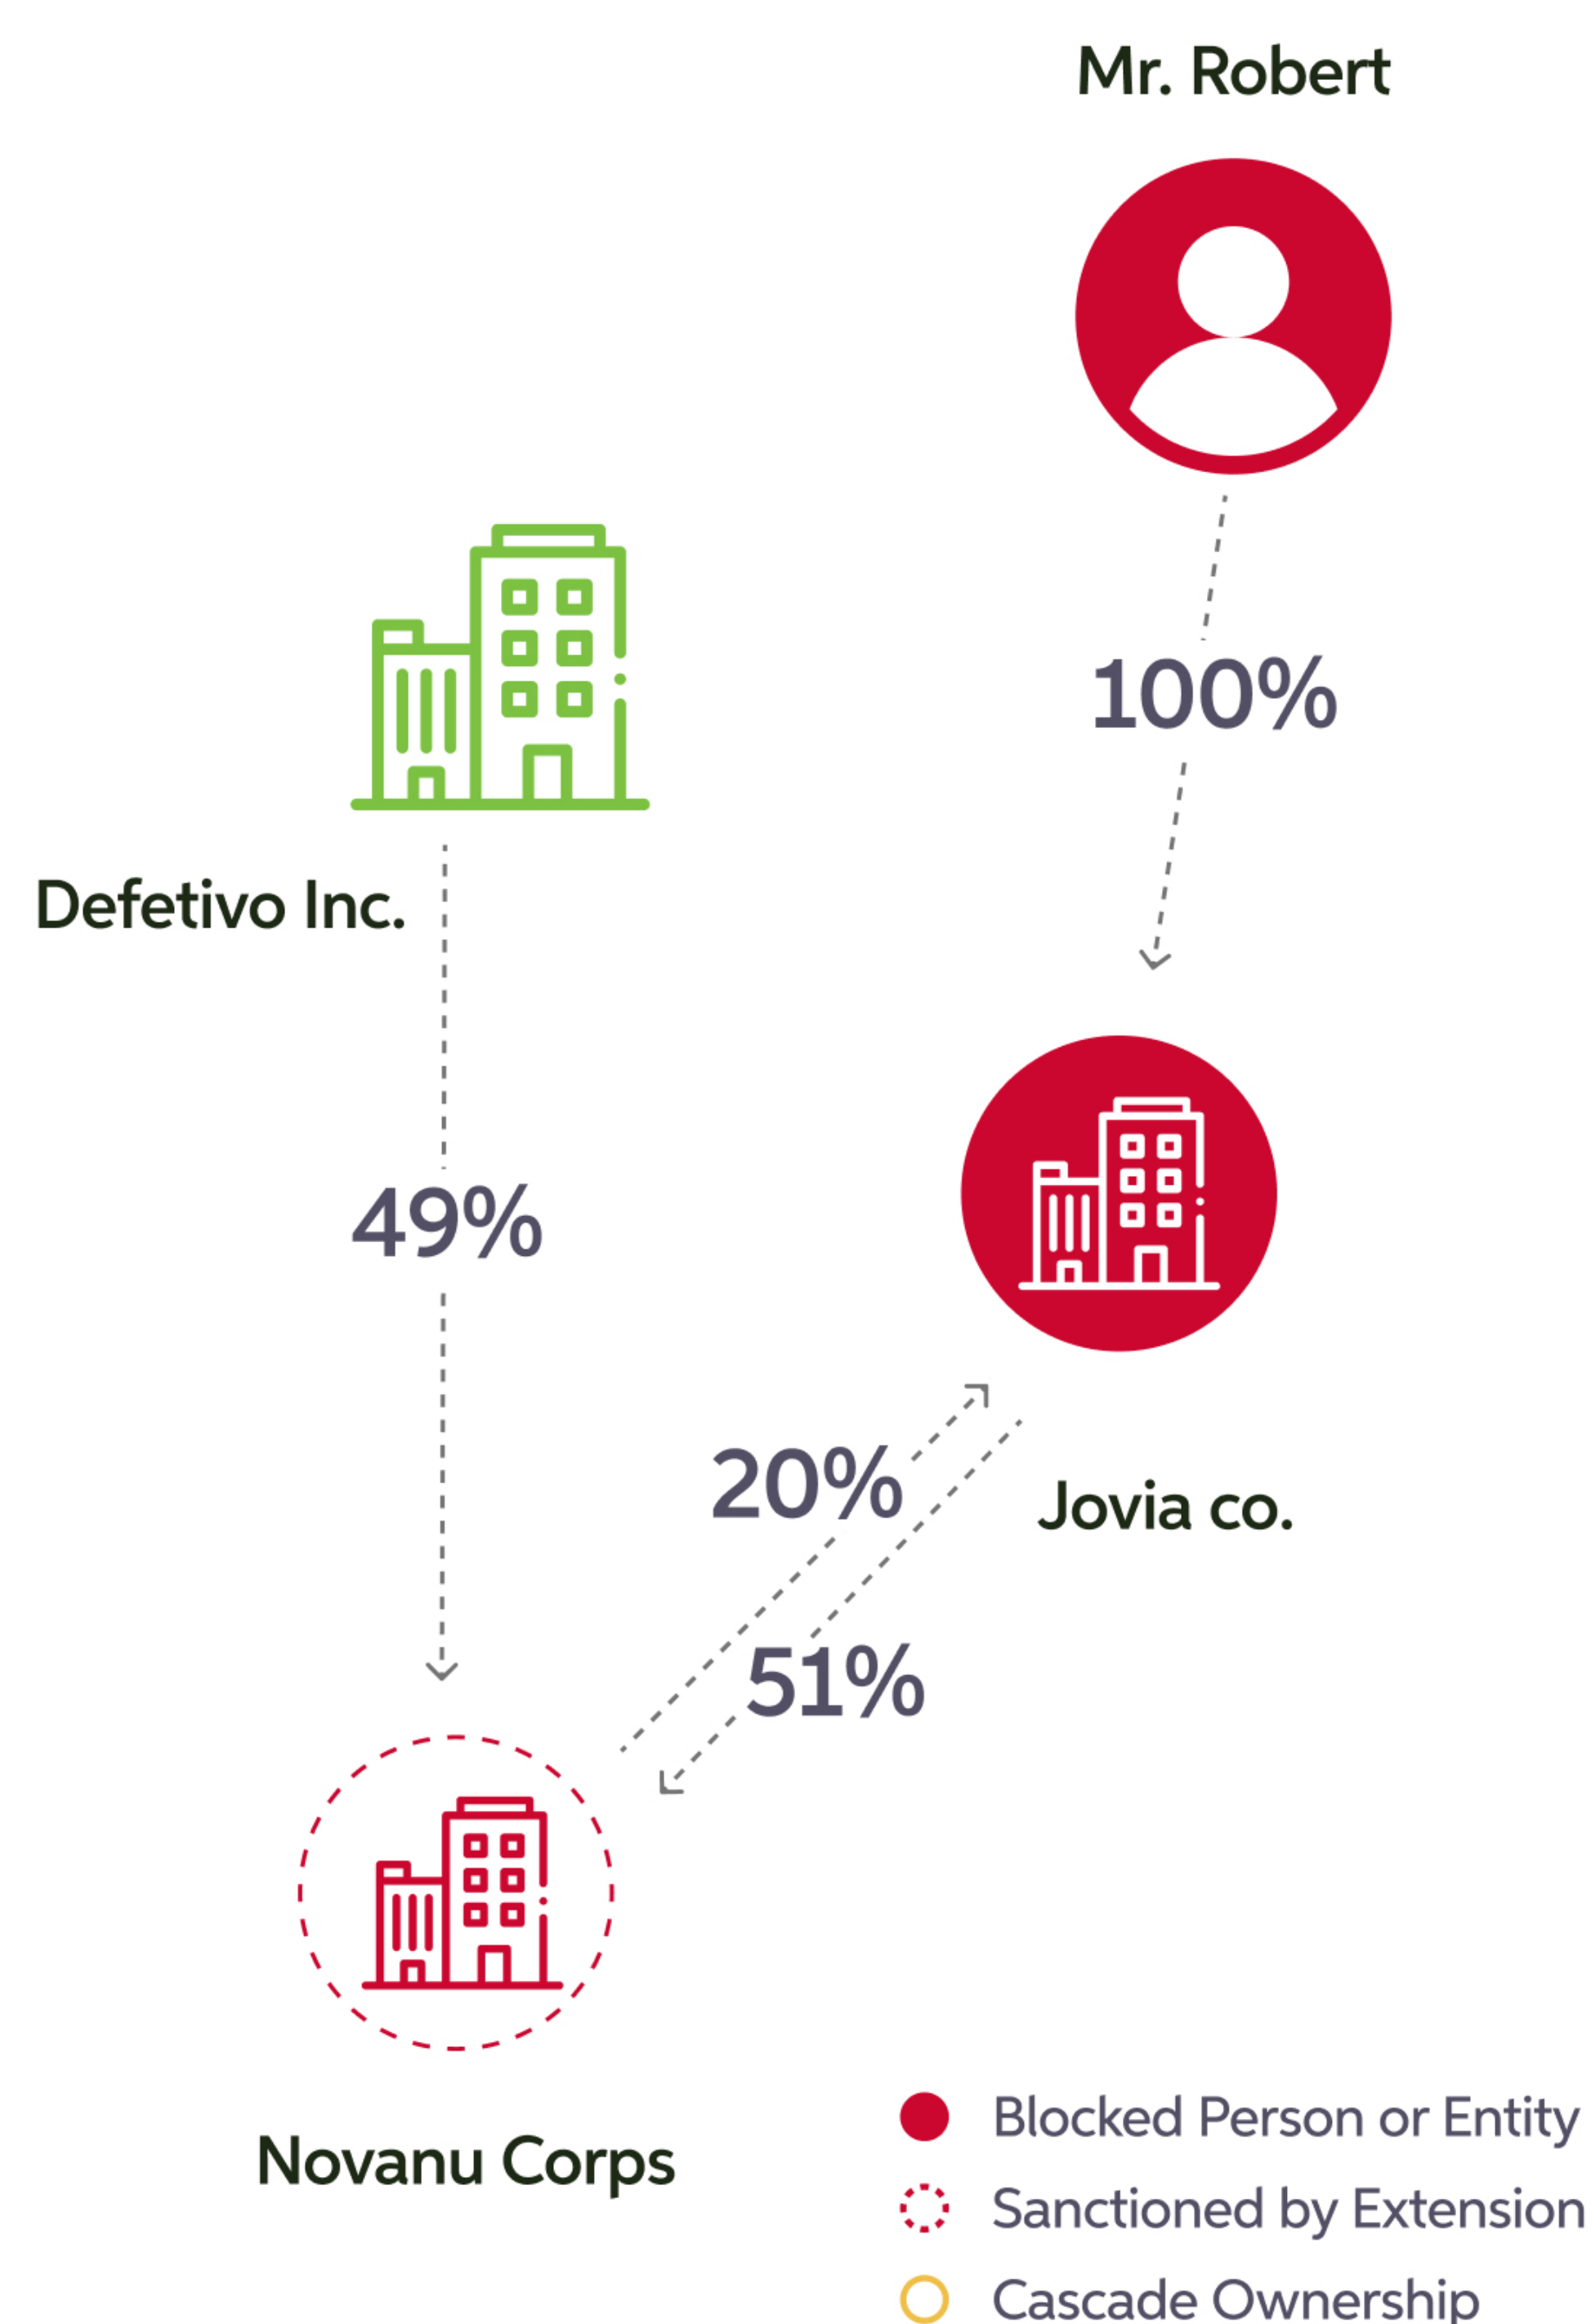 Mr. Robert
100%
Defetivo Inc.
49%
20%
Jovia co.
51%
Novanu Corps
Blocked Person or Entity
Sanctioned by Extension
Cascade Ownership